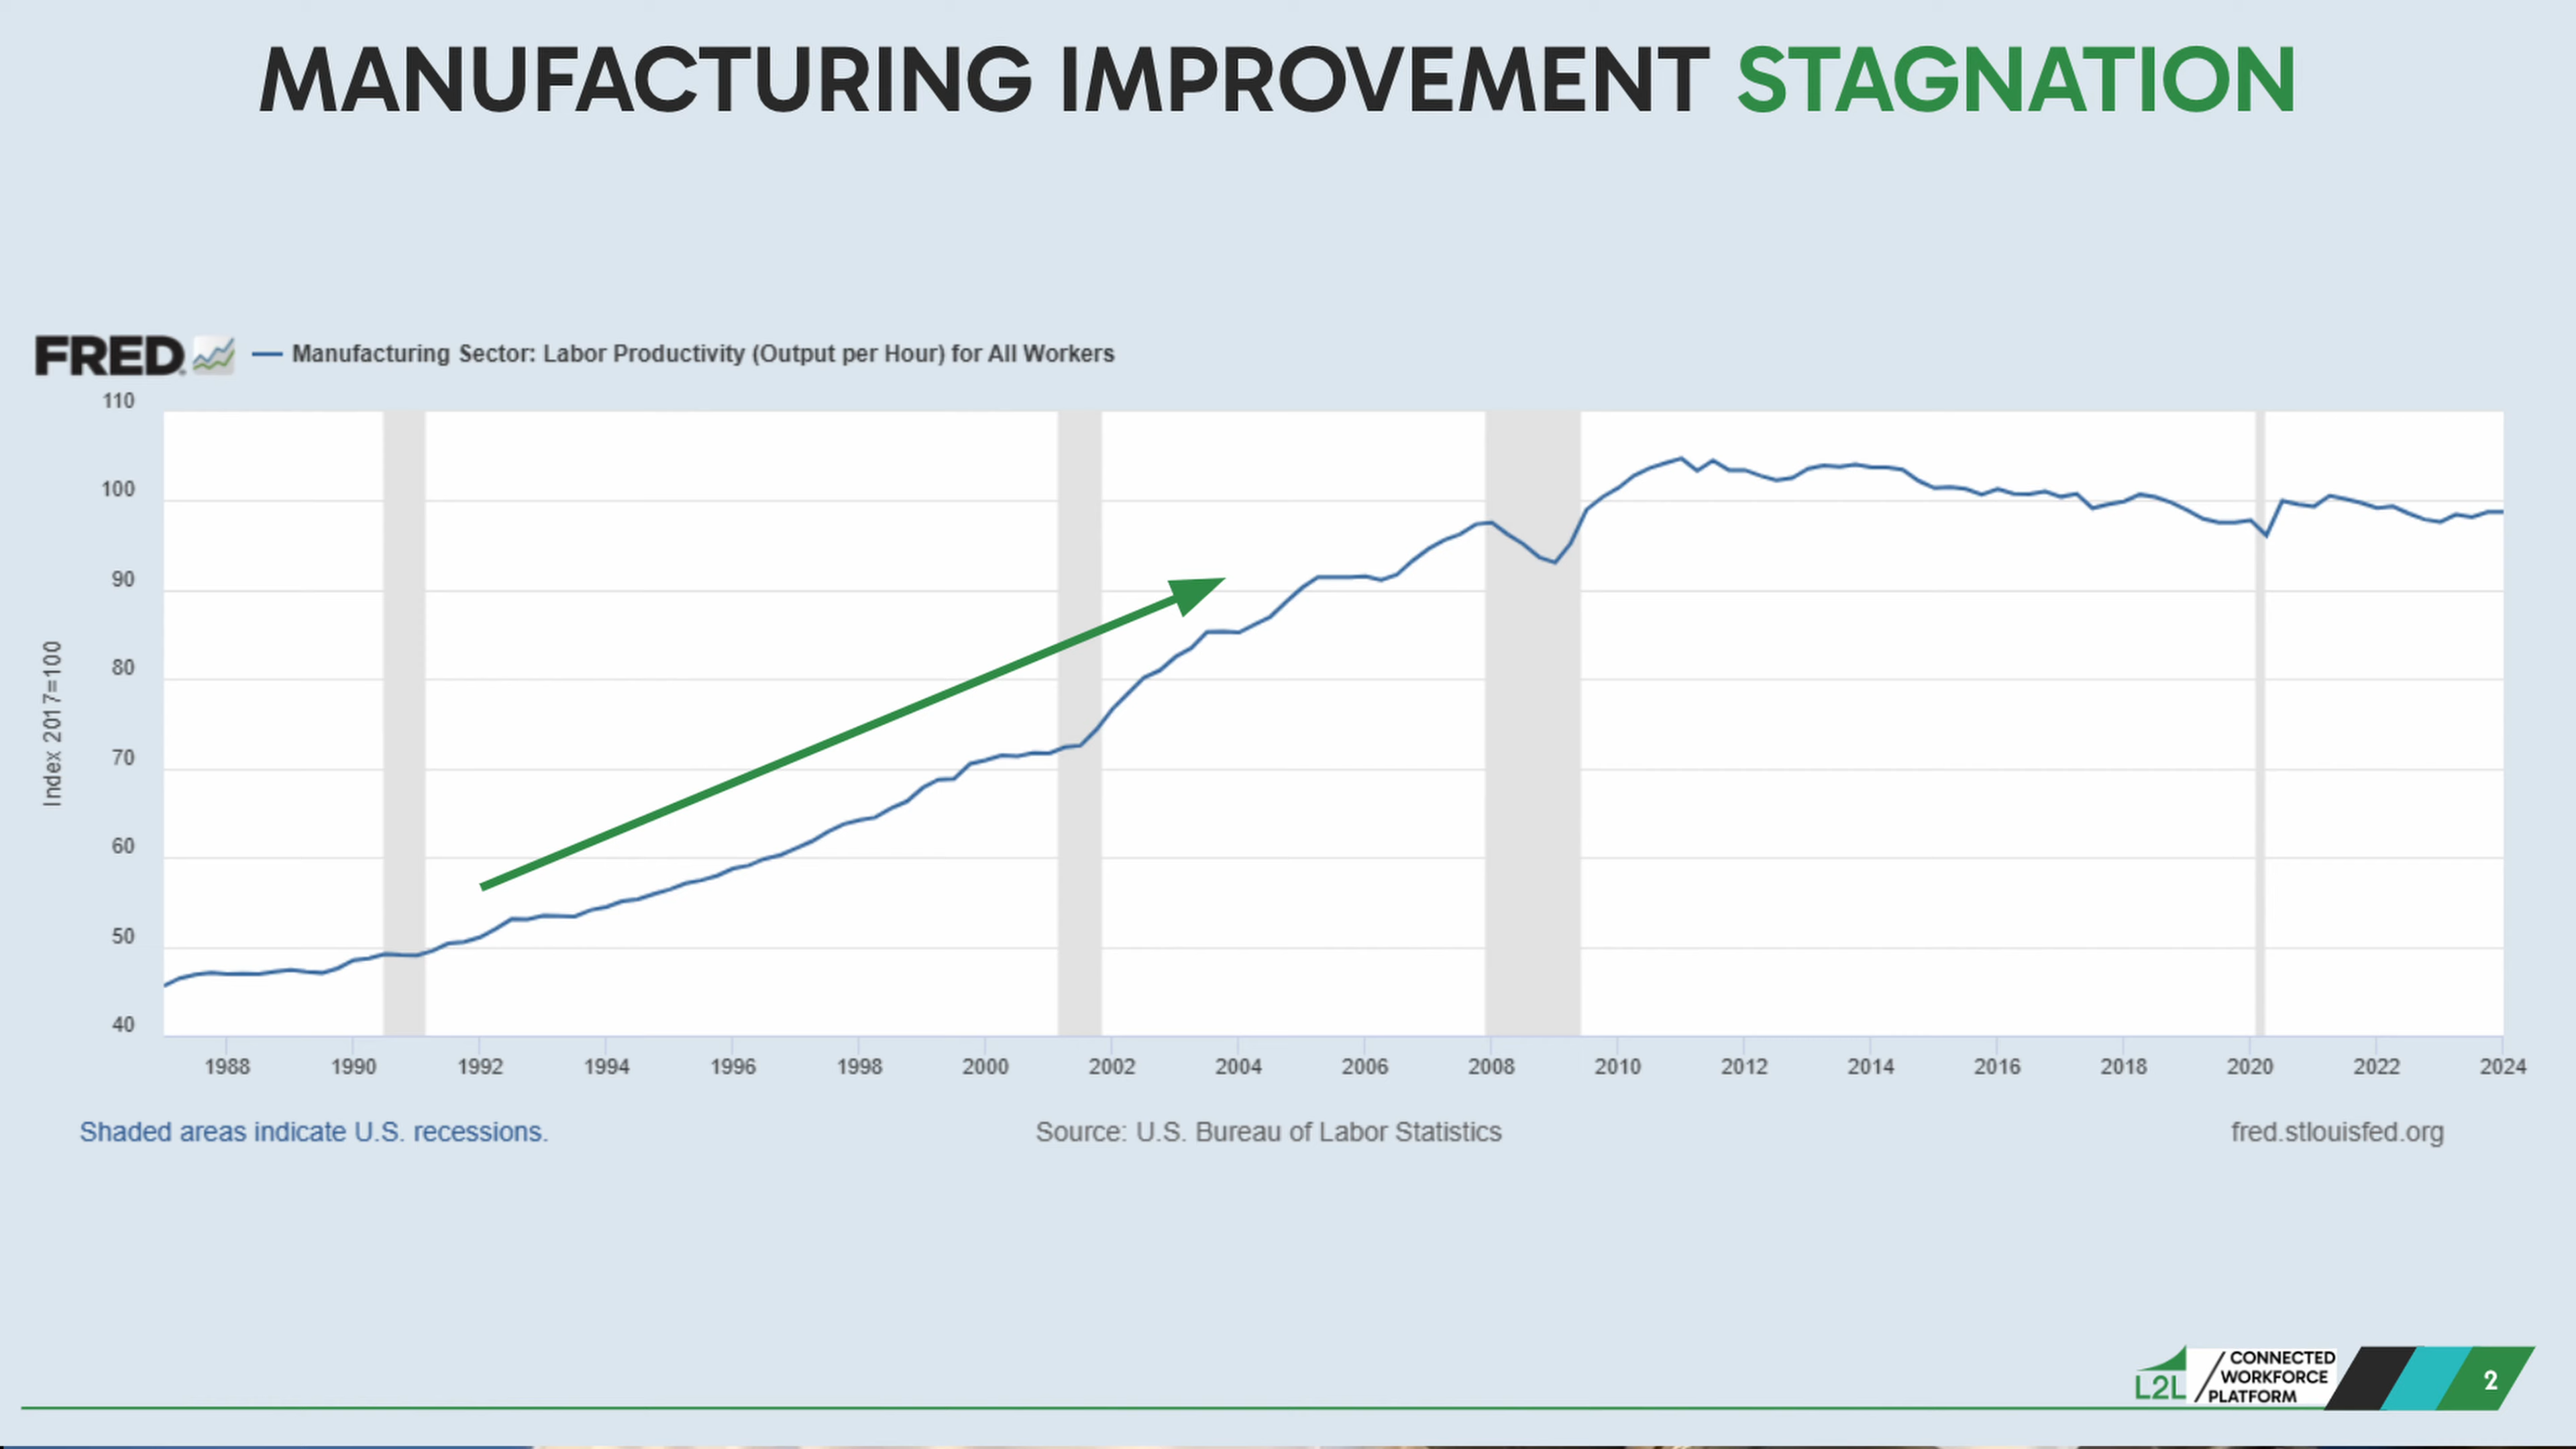 MANUFACTURING IMPROVEMENT STAGNATION
FRED
Manufacturing Sector: Labor Productivity (Output per Hour) for All Workers
110
100
90
80
70
60
50
40
Index 2017=100
1988 1990 1992 1994 1996 1998 2000 2002 2004 2006 2008 2010 2012 2014 2016 2018 2020 2022 2024
Shaded areas indicate U.S. recessions. Source: U.S. Bureau of Labor Statistics fred.stlouisfed.org
L2L
CONNECTED
WORKFORCE
PLATFORM
2